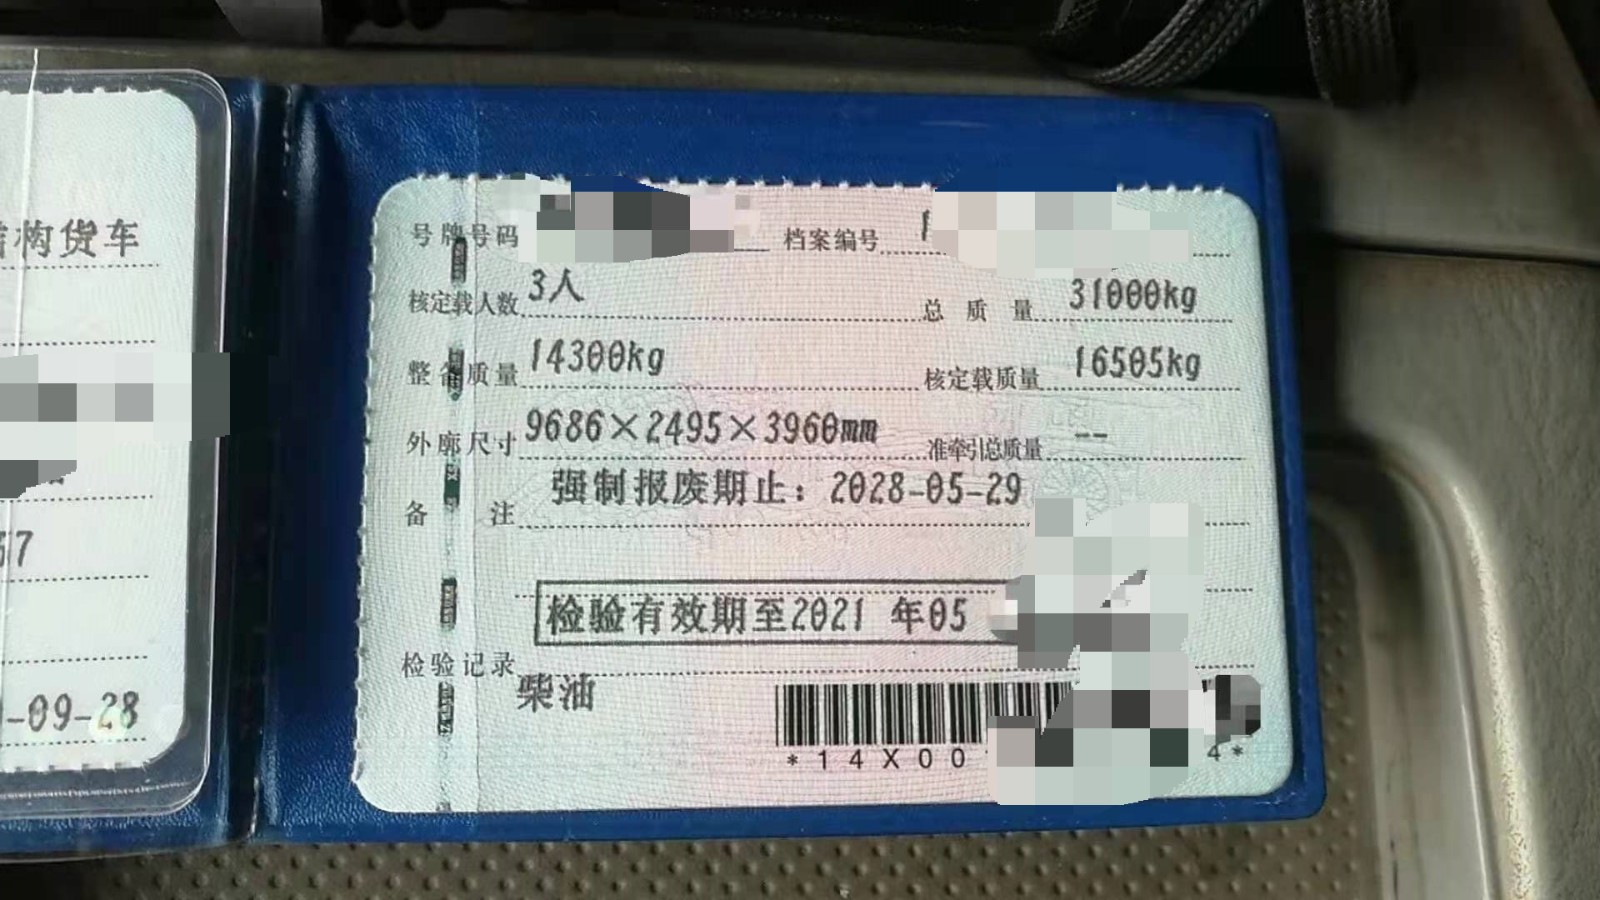 构货车
57
-09-28
号牌号码 档案编号
核定载人数 3人 总质量 31000kg
整备质量 14300kg 核定载质量 16505kg
外廓尺寸 9686×2495×3960mm 准牵引总质量 --
备注 强制报废期止：2028-05-29
检验有效期至2021 年05
检验记录
柴油
*14X00 4*